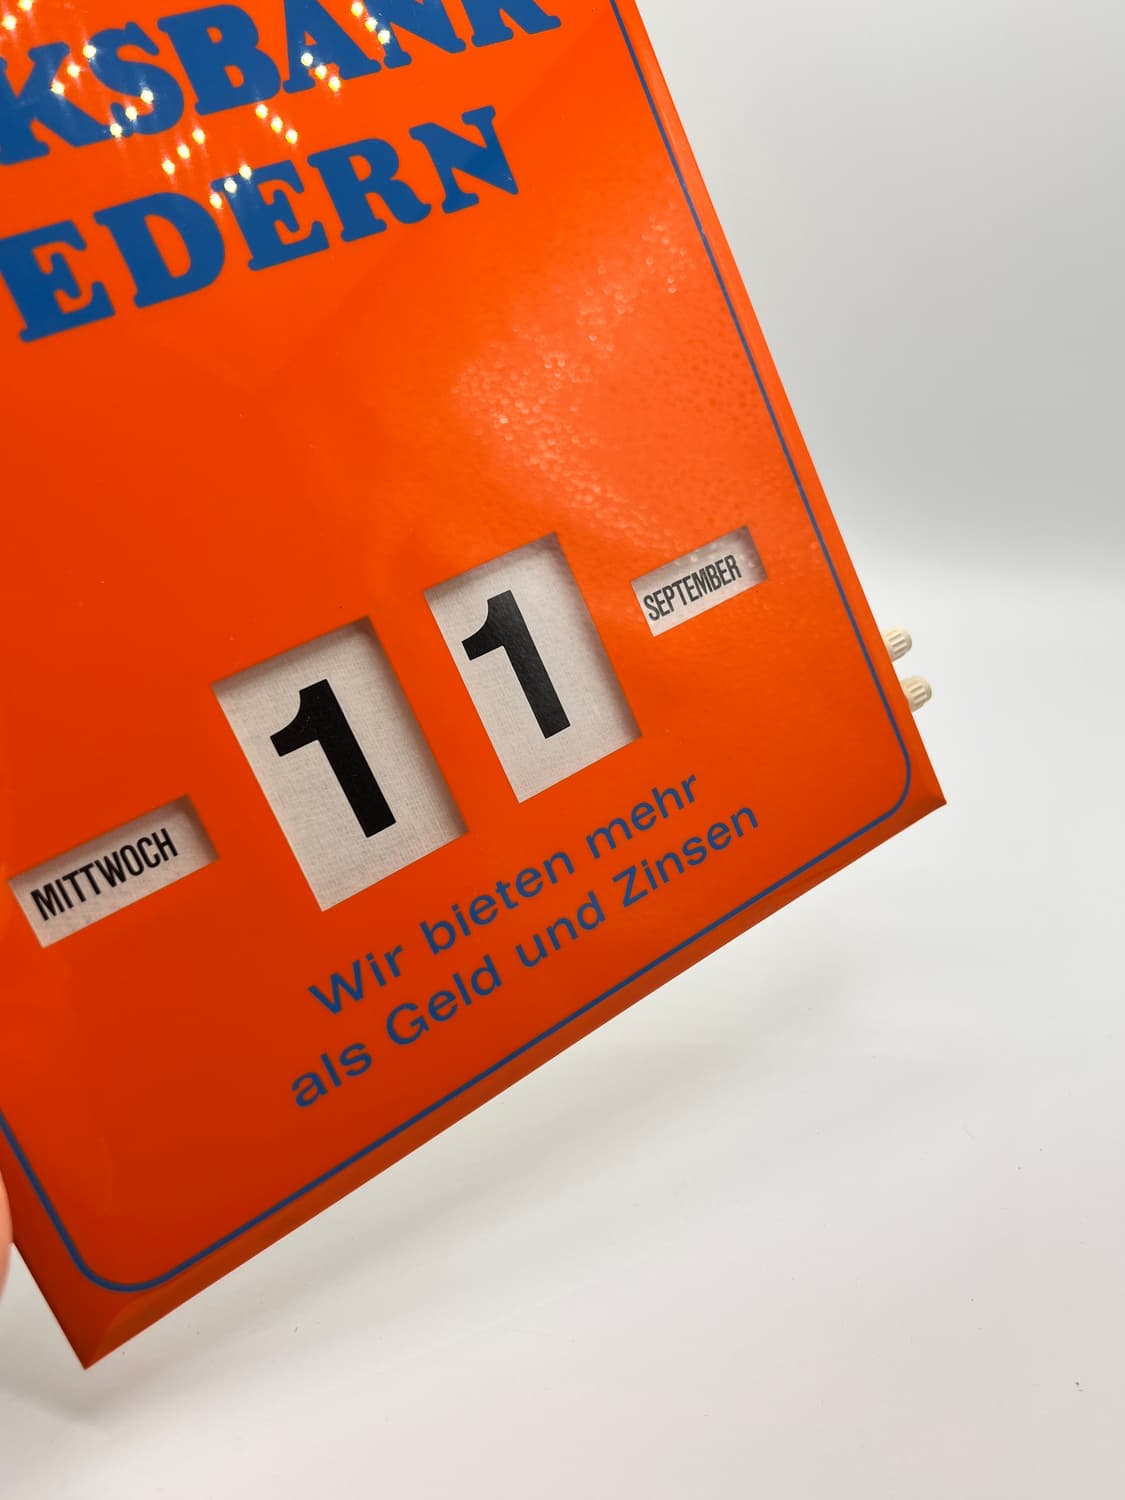 KSBANK
EDERN
MITTWOCH 1 1 SEPTEMBER
Wir bieten mehr
als Geld und Zinsen